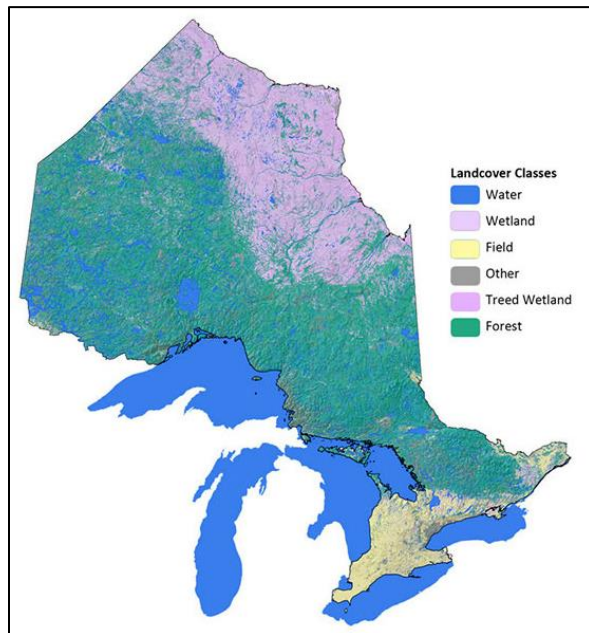 Landcover Classes
Water
Wetland
Field
Other
Treed Wetland
Forest